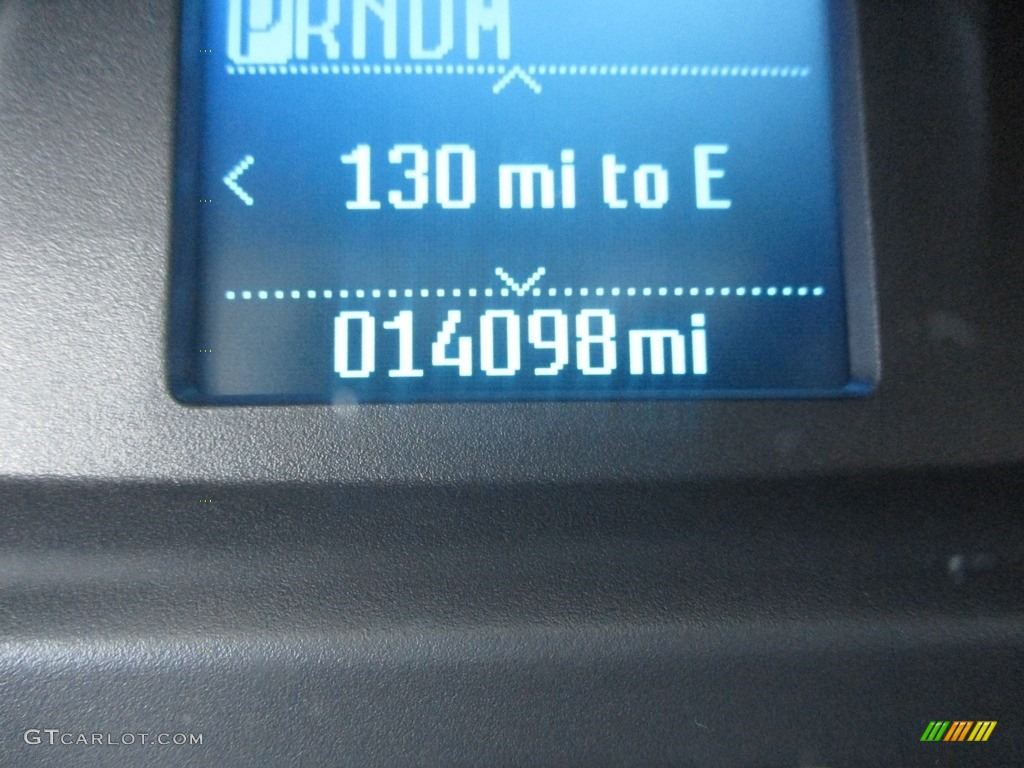 PRNDM
130 mi to E
014098mi
GTCARLOT.COM